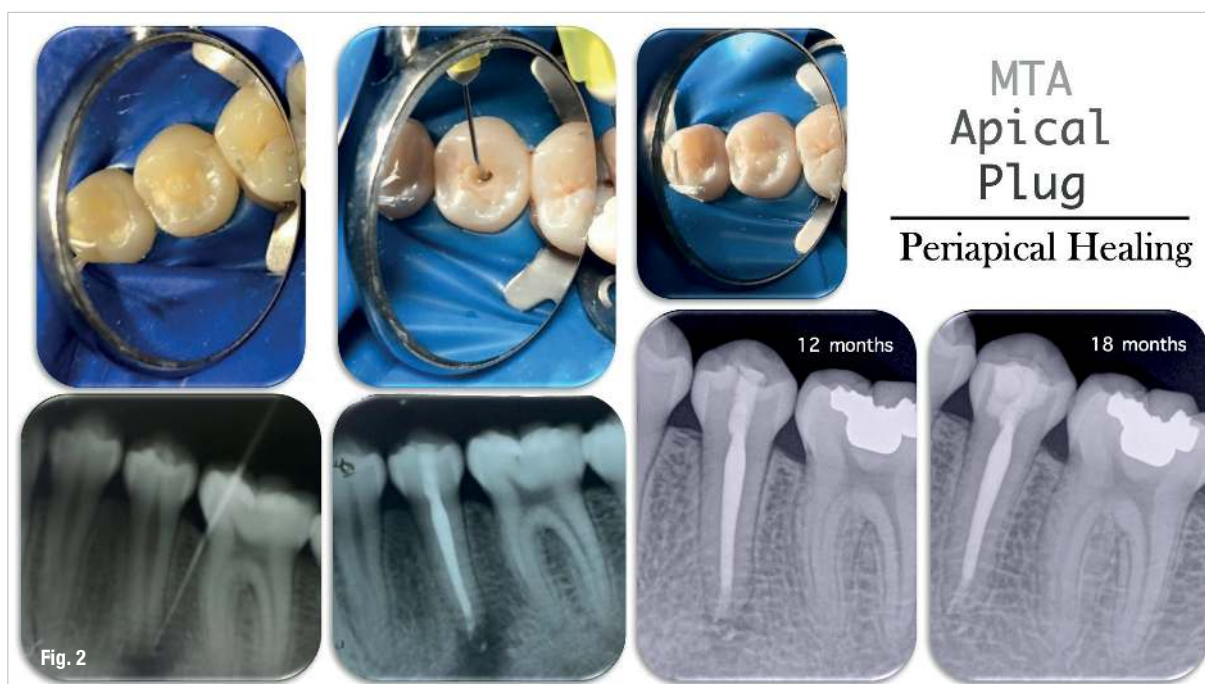 MTA
Apical
Plug
Periapical Healing
12 months
18 months
Fig. 2